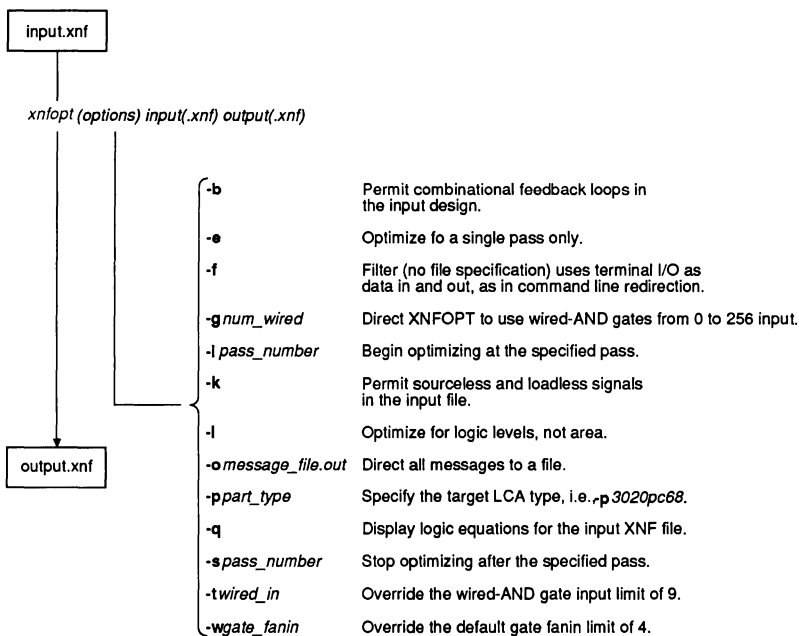 input.xnf
xnfopt (options) input(.xnf) output(.xnf)
-b Permit combinational feedback loops in
the input design.
-e Optimize fo a single pass only.
-f Filter (no file specification) uses terminal I/O as
data in and out, as in command line redirection.
-gnum_wired Direct XNFOPT to use wired-AND gates from 0 to 256 input.
-l pass_number Begin optimizing at the specified pass.
-k Permit sourceless and loadless signals
in the input file.
-l Optimize for logic levels, not area.
output.xnf
-omessage_file.out Direct all messages to a file.
-ppart_type Specify the target LCA type, i.e.,-p3020pc68.
-q Display logic equations for the input XNF file.
-spass_number Stop optimizing after the specified pass.
-twired_in Override the wired-AND gate input limit of 9.
-wgate_fanin Override the default gate fanin limit of 4.